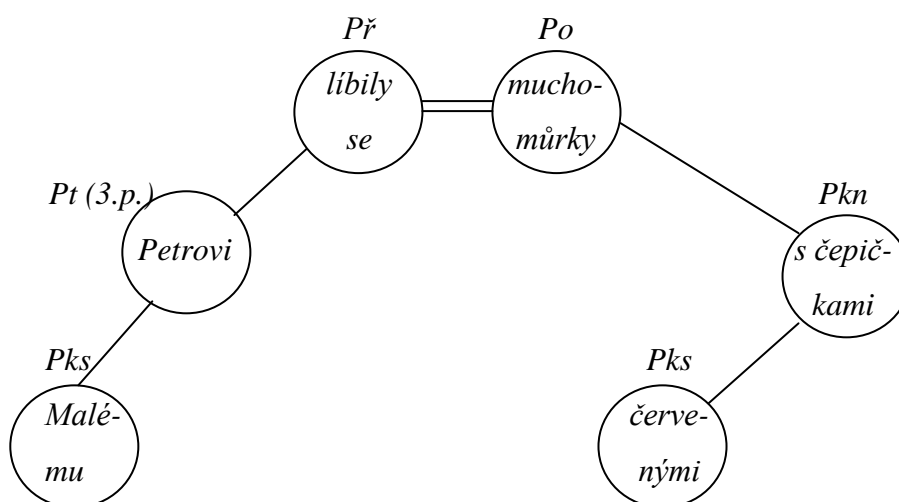 Př
Po
líbily
se
mucho-
můrky
Pt (3.p.)
Petrovi
Pkn
s čepič-
kami
Pks
Malé-
mu
Pks
červe-
nými